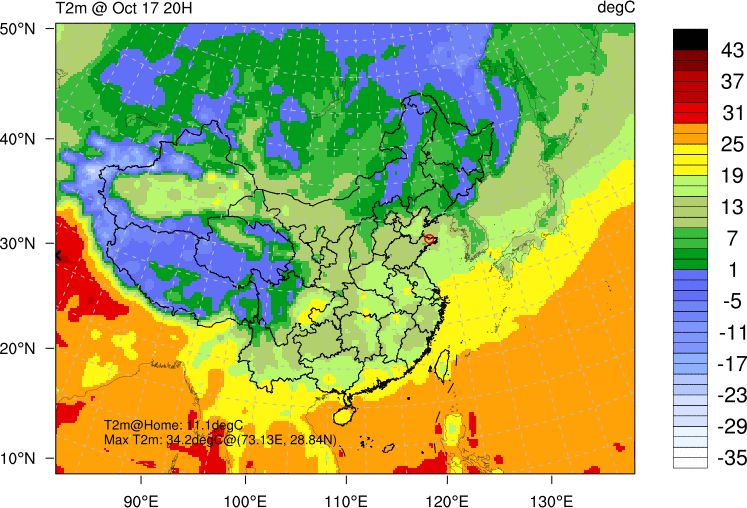 T2m @ Oct 17 20H
degC
50°N
40°N
30°N
20°N
10°N
90°E
100°E
110°E
120°E
130°E
T2m@Home: 11.1degC
Max T2m: 34.2degC@(73.13E, 28.84N)
43
37
31
25
19
13
7
1
-5
-11
-17
-23
-29
-35